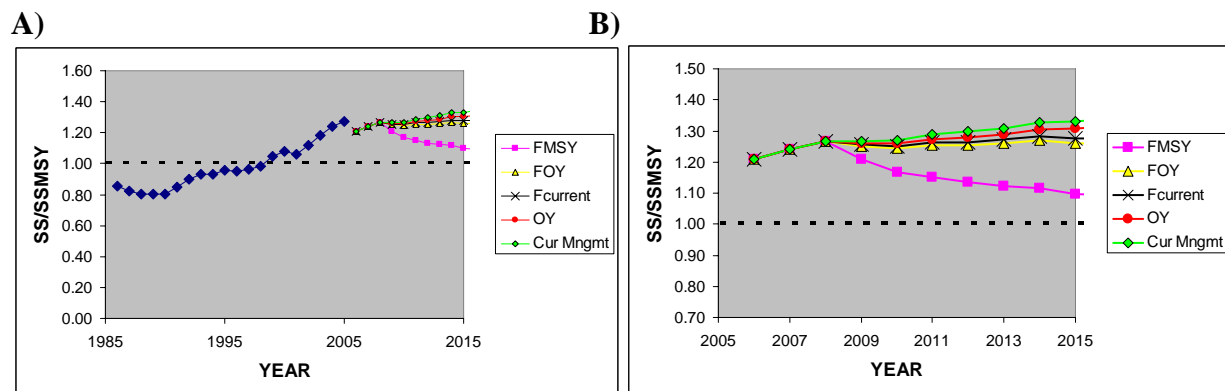 A)
SS/SSMSY
1.60
1.40
1.20
1.00
0.80
0.60
0.40
0.20
0.00
1985 1995 2005 2015
YEAR
FMSY
FOY
Fcurrent
OY
Cur Mngmt
B)
SS/SSMSY
1.50
1.40
1.30
1.20
1.10
1.00
0.90
0.80
0.70
2005 2007 2009 2011 2013 2015
YEAR
FMSY
FOY
Fcurrent
OY
Cur Mngmt